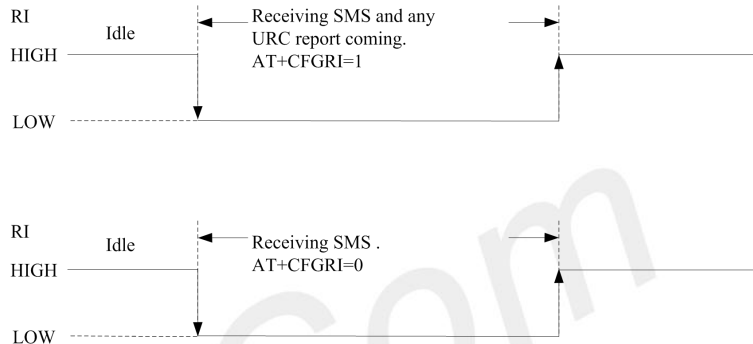 RI
Idle
Receiving SMS and any
URC report coming.
AT+CFGRI=1
HIGH
LOW
RI
Idle
Receiving SMS .
AT+CFGRI=0
HIGH
LOW
Com